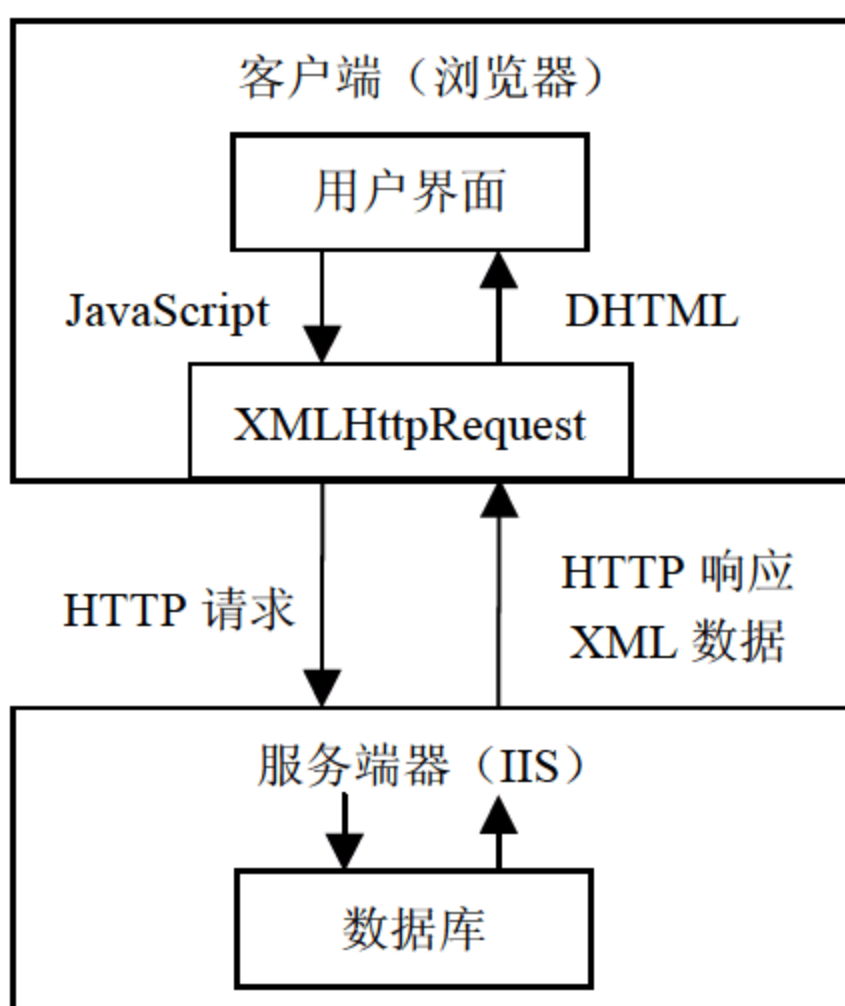 客户端（浏览器）
用户界面
JavaScript
DHTML
XMLHttpRequest
HTTP 请求
HTTP 响应
XML 数据
服务端器（IIS）
数据库